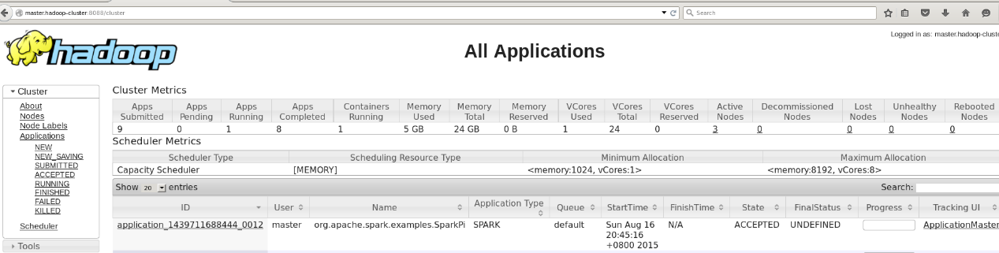 master.hadoop-cluster:8088/cluster
Search
Logged in as: master.hadoop-cluste
hadoop
All Applications
Cluster
About
Nodes
Node Labels
Applications
NEW
NEW_SAVING
SUBMITTED
ACCEPTED
RUNNING
FINISHED
FAILED
KILLED
Scheduler
Tools
Cluster Metrics
Apps Submitted Apps Pending Apps Running Apps Completed Containers Running Memory Used Memory Total Memory Reserved VCores Used VCores Total VCores Reserved Active Nodes Decommissioned Nodes Lost Nodes Unhealthy Nodes Rebooted Nodes
9 0 1 8 1 5 GB 24 GB 0 B 1 24 0 3 0 0 0 0
Scheduler Metrics
Scheduler Type Scheduling Resource Type Minimum Allocation Maximum Allocation
Capacity Scheduler [MEMORY] <memory:1024, vCores:1> <memory:8192, vCores:8>
Show 20 entries Search:
ID User Name Application Type Queue StartTime FinishTime State FinalStatus Progress Tracking UI
application_1439711688444_0012 master org.apache.spark.examples.SparkPi SPARK default Sun Aug 16 N/A ACCEPTED UNDEFINED ApplicationMaster
20:45:16
+0800 2015